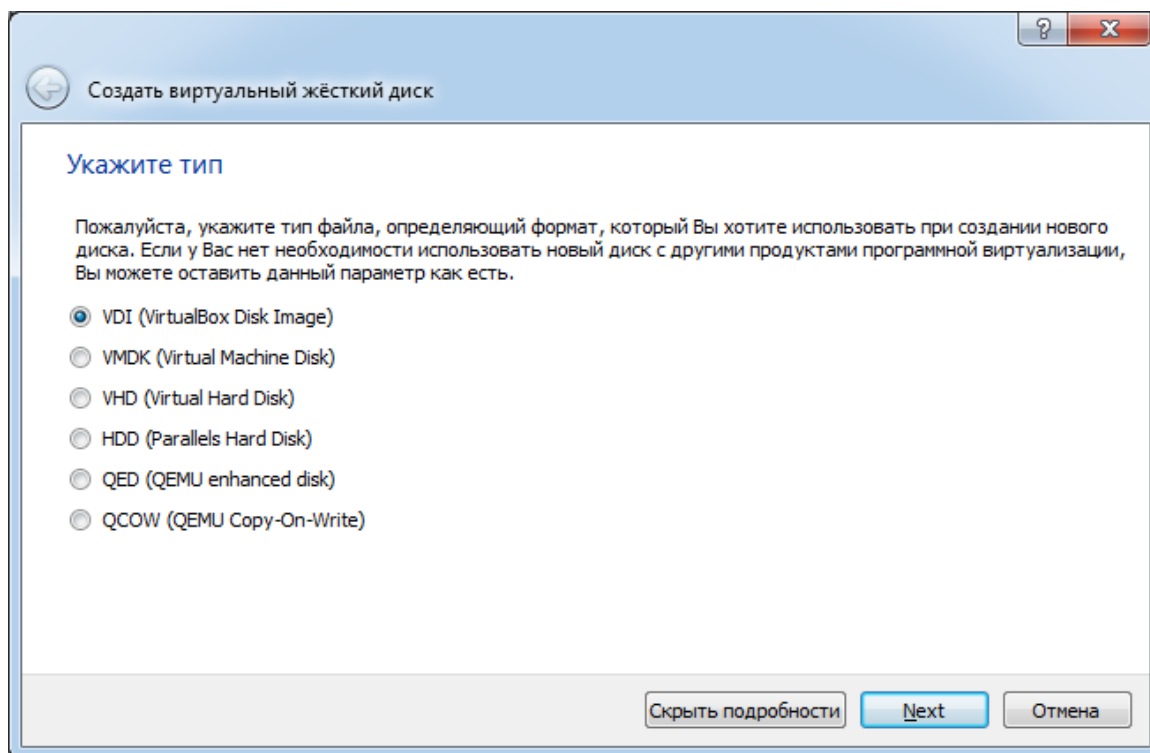 Создать виртуальный жёсткий диск
Укажите тип
Пожалуйста, укажите тип файла, определяющий формат, который Вы хотите использовать при создании нового
диска. Если у Вас нет необходимости использовать новый диск с другими продуктами программной виртуализации,
Вы можете оставить данный параметр как есть.
VDI (VirtualBox Disk Image)
VMDK (Virtual Machine Disk)
VHD (Virtual Hard Disk)
HDD (Parallels Hard Disk)
QED (QEMU enhanced disk)
QCOW (QEMU Copy-On-Write)
Скрыть подробности Next Отмена